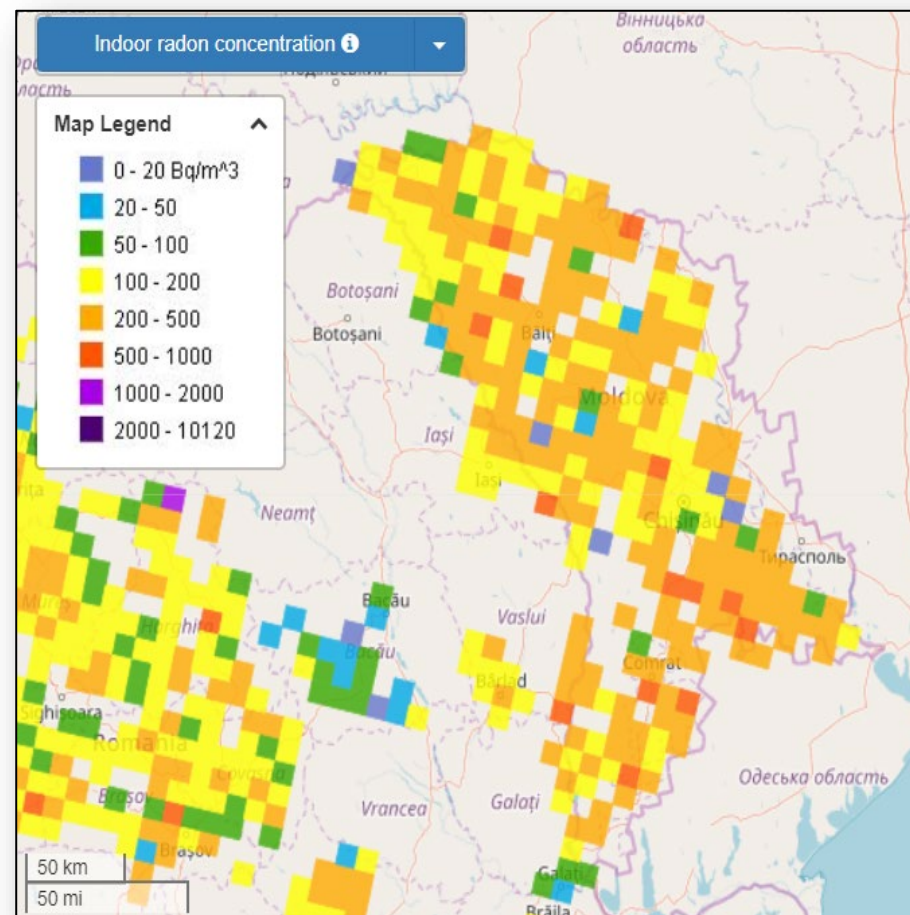 Indoor radon concentration
Map Legend
0 - 20 Bq/m^3
20 - 50
50 - 100
100 - 200
200 - 500
500 - 1000
1000 - 2000
2000 - 10120
Вінницька
область
Botoșani
Botoșani
Bălți
Moldova
Iași
Iași
Neamț
Chișinău
Тирасполь
Mureș
Harghita
Bacău
Bacău
Vaslui
Bârlad
Comrat
Sighișoara
Romania
Covasna
Brașov
Brașov
Vrancea
Galați
Одеська область
Galați
Brăila
50 km
50 mi